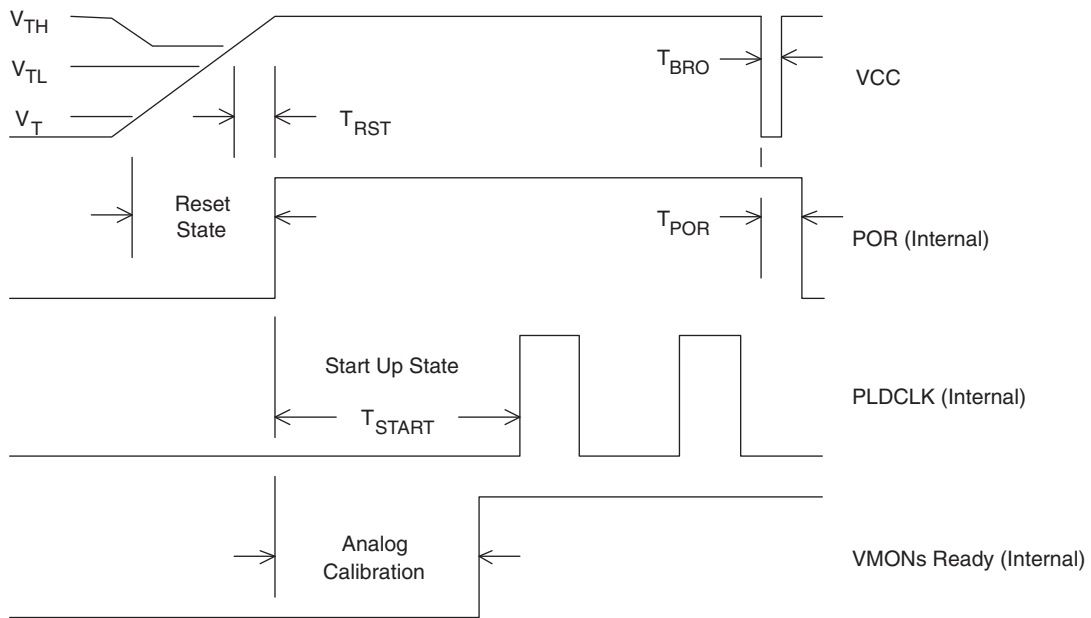 VTH
VTL
VT
TBRO
VCC
TRST
Reset
State
TPOR
POR (Internal)
Start Up State
TSTART
PLDCLK (Internal)
Analog
Calibration
VMONs Ready (Internal)